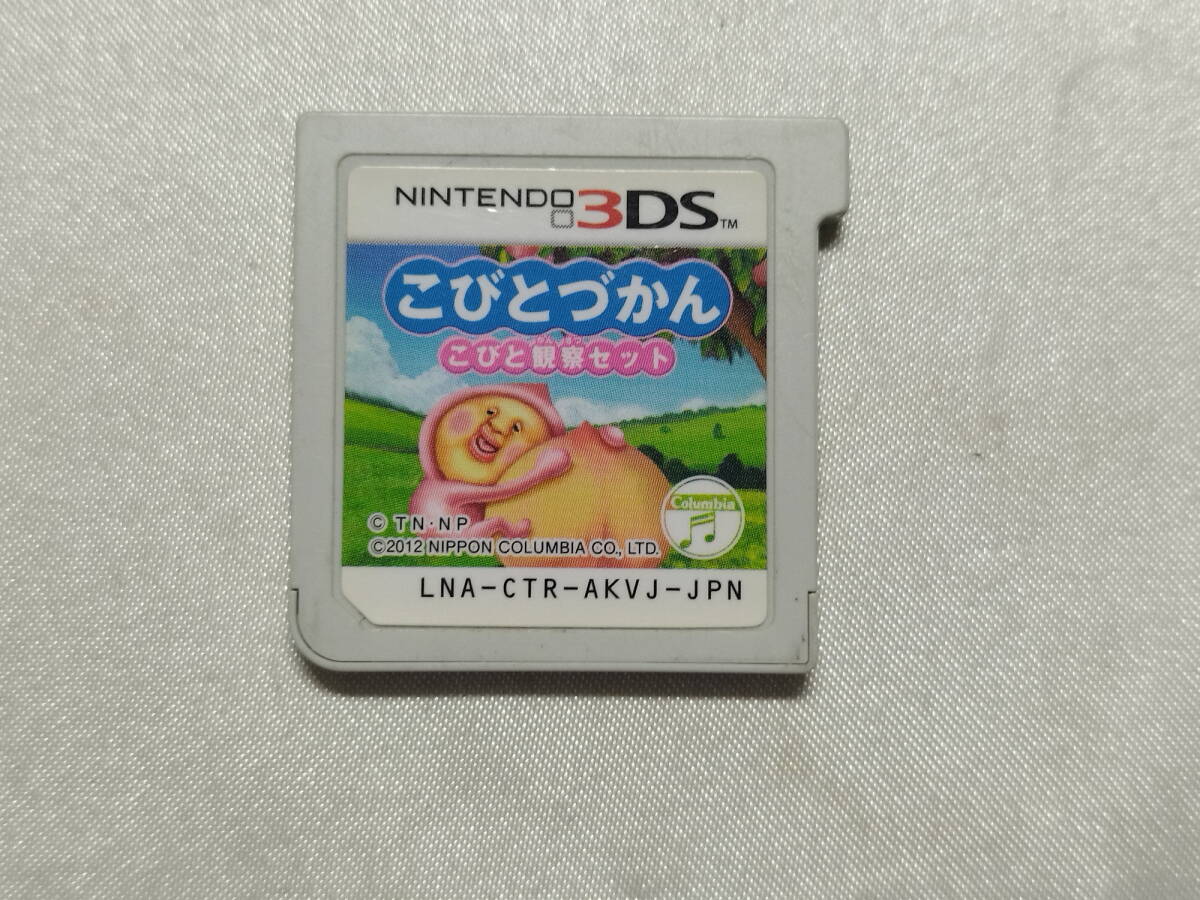 NINTENDO 3DS™
こびとづかん
こびと観察セット
Columbia
© TN・NP
©2012 NIPPON COLUMBIA CO., LTD.
LNA-CTR-AKVJ-JPN